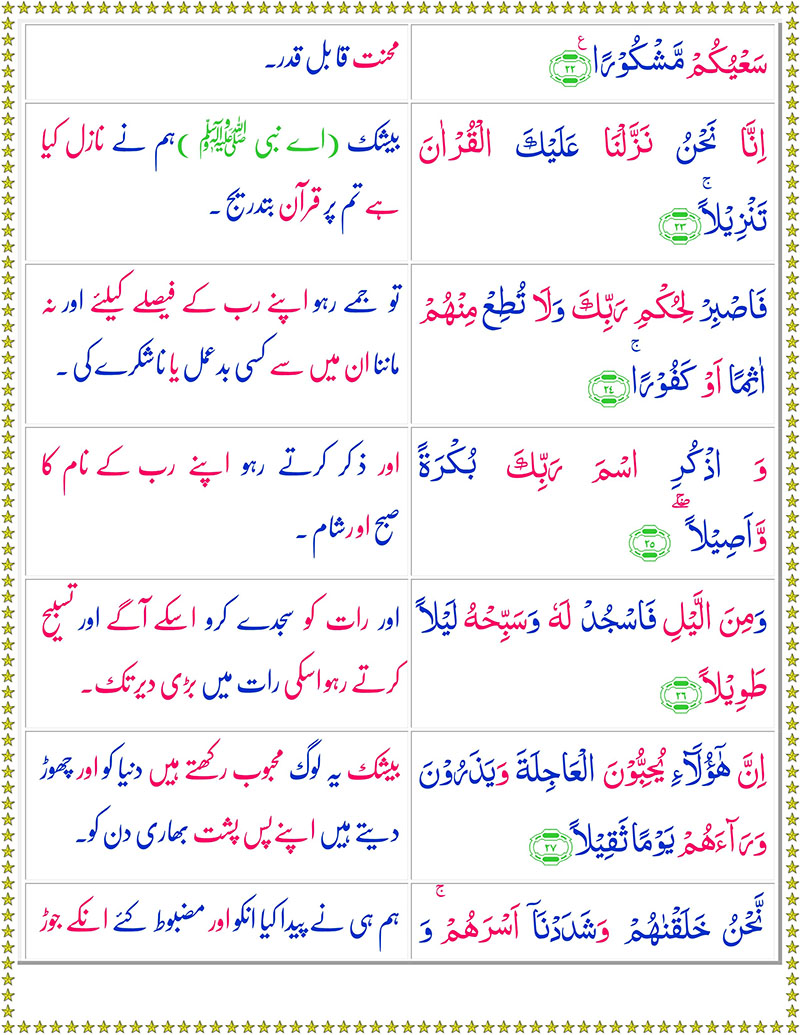 سَعْيُكُمْ مَّشْكُوْرًا ۧ ﴿۲۲﴾
محنت قابل قدر۔
اِنَّا نَحْنُ نَزَّلْنَا عَلَيْكَ الْقُرْاٰنَ
تَنْزِيْلًا ۚ ﴿۲۳﴾
بیشک (اے نبی ﷺ) ہم نے نازل کیا
ہے تم پر قرآن بتدریج ۔
فَاصْبِرْ لِحُكْمِ رَبِّكَ وَلَا تُطِعْ مِنْهُمْ
اٰثِمًا اَوْ كَفُوْرًا ۚ ﴿۲٤﴾
تو جمے رہو اپنے رب کے فیصلے کیلئے اور نہ
ماننا ان میں سے کسی بدعمل یا ناشکرے کی ۔
وَ اذْكُرِ اسْمَ رَبِّكَ بُكْرَةً
وَّاَصِيْلًا ۖۚ ﴿۲۵﴾
اور ذکر کرتے رہو اپنے رب کے نام کا
صبح اور شام ۔
وَمِنَ الَّيْلِ فَاسْجُدْ لَهٗ وَسَبِّحْهُ لَيْلًا
طَوِيْلًا ﴿۲٦﴾
اور رات کو سجدے کرو اسکے آگے اور تسبیح
کرتے رہو اسکی رات میں بڑی دیر تک۔
اِنَّ هٰٓؤُلَآءِ يُحِبُّوْنَ الْعَاجِلَةَ وَيَذَرُوْنَ
وَرَآءَهُمْ يَوْمًا ثَقِيْلًا ﴿۲۷﴾
بیشک یہ لوگ محبوب رکھتے ہیں دنیا کو اور چھوڑ
دیتے ہیں اپنے پس پشت بھاری دن کو۔
نَّحْنُ خَلَقْنٰهُمْ وَشَدَدْنَآ اَسْرَهُمْ ۚ وَ
ہم ہی نے پیدا کیا انکو اور مضبوط کئے انکے جوڑ